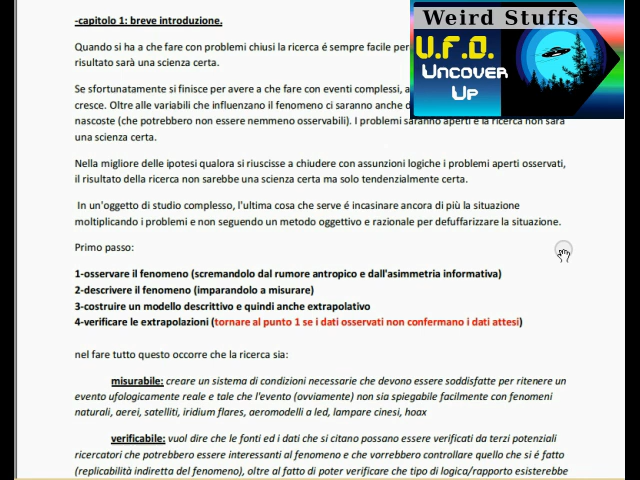 -capitolo 1: breve introduzione.
Weird Stuffs
U.F.O.
Uncover
Up
Quando si ha a che fare con problemi chiusi la ricerca é sempre facile per
risultato sarà una scienza certa.
Se sfortunatamente si finisce per avere a che fare con eventi complessi, a
cresce. Oltre alle variabili che influenzano il fenomeno ci saranno anche d
nascoste (che potrebbero non essere nemmeno osservabili). I problemi saranno aperti e la ricerca non sarà
una scienza certa.
Nella migliore delle ipotesi qualora si riuscisse a chiudere con assunzioni logiche i problemi aperti osservati,
il risultato della ricerca non sarebbe una scienza certa ma solo tendenzialmente certa.
In un'oggetto di studio complesso, l'ultima cosa che serve é incasinare ancora di più la situazione
moltiplicando i problemi e non seguendo un metodo oggettivo e razionale per defuffarizzare la situazione.
Primo passo:
1-osservare il fenomeno (scremandolo dal rumore antropico e dall'asimmetria informativa)
2-descrivere il fenomeno (imparandolo a misurare)
3-costruire un modello descrittivo e quindi anche extrapolativo
4-verificare le extrapolazioni (tornare al punto 1 se i dati osservati non confermano i dati attesi)
nel fare tutto questo occorre che la ricerca sia:
misurabile: creare un sistema di condizioni necessarie che devono essere soddisfatte per ritenere un
evento ufologicamente reale e tale che l'evento (ovviamente) non sia spiegabile facilmente con fenomeni
naturali, aerei, satelliti, iridium flares, aeromodelli a led, lampare cinesi, hoax
verificabile: vuol dire che le fonti ed i dati che si citano possano essere verificati da terzi potenziali
ricercatori che potrebbero essere interessanti al fenomeno e che vorrebbero controllare quello che si é fatto
(replicabilità indiretta del fenomeno), oltre al fatto di poter verificare che tipo di logica/rapporto esisterebbe